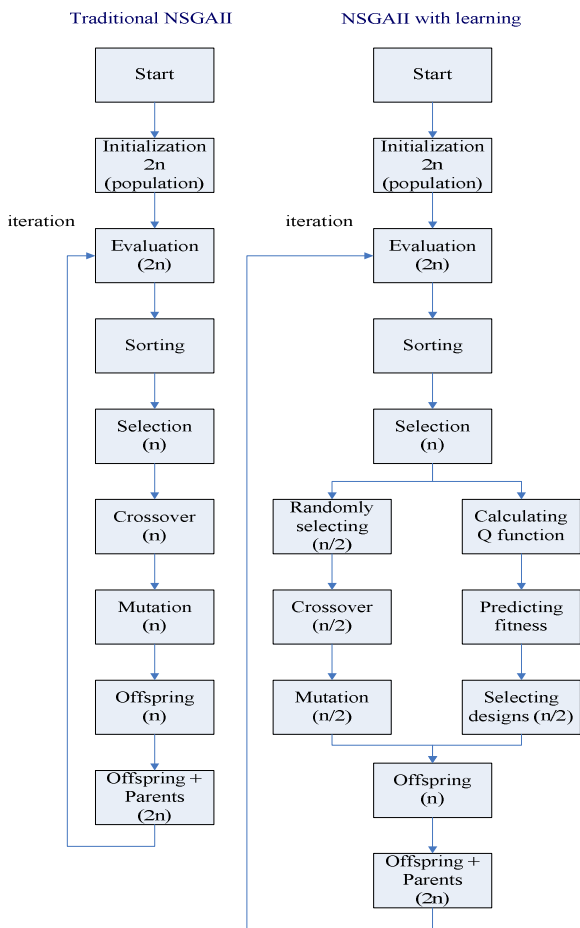 Traditional NSGAII
Start
Initialization
2n
(population)
iteration
Evaluation
(2n)
Sorting
Selection
(n)
Crossover
(n)
Mutation
(n)
Offspring
(n)
Offspring +
Parents
(2n)
NSGAII with learning
Start
Initialization
2n
(population)
iteration
Evaluation
(2n)
Sorting
Selection
(n)
Randomly
selecting
(n/2)
Crossover
(n/2)
Mutation
(n/2)
Calculating
Q function
Predicting
fitness
Selecting
designs (n/2)
Offspring
(n)
Offspring +
Parents
(2n)